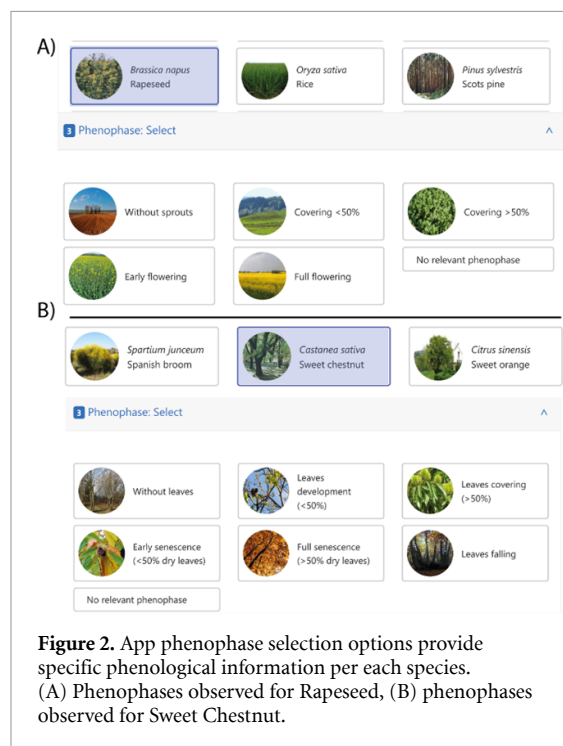 A)
Brassica napus
Rapeseed
Oryza sativa
Rice
Pinus sylvestris
Scots pine
3 Phenophase: Select
Without sprouts
Covering <50%
Covering >50%
Early flowering
Full flowering
No relevant phenophase
B)
Spartium junceum
Spanish broom
Castanea sativa
Sweet chestnut
Citrus sinensis
Sweet orange
3 Phenophase: Select
Without leaves
Leaves
development
(<50%)
Leaves covering
(>50%)
Early senescence
(<50% dry leaves)
Full senescence
(>50% dry leaves)
Leaves falling
No relevant phenophase
Figure 2. App phenophase selection options provide
specific phenological information per each species.
(A) Phenophases observed for Rapeseed, (B) phenophases
observed for Sweet Chestnut.